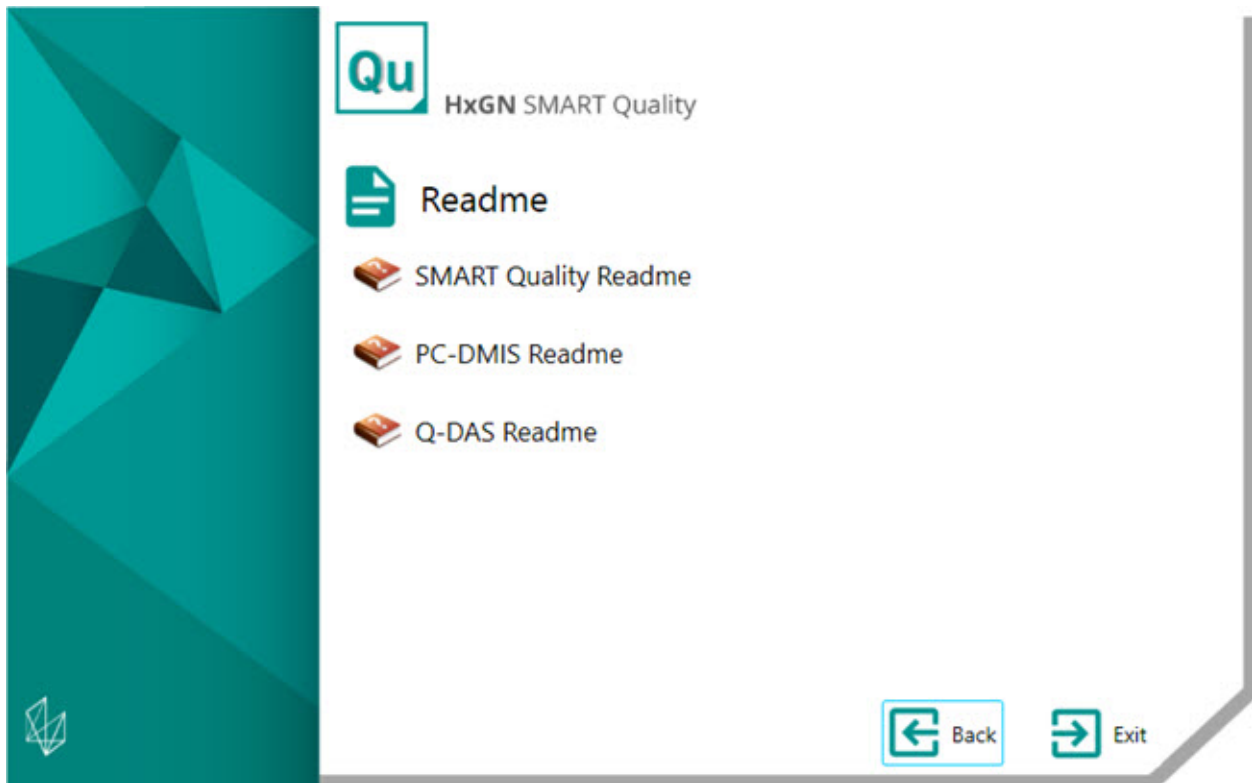 Qu
HxGN SMART Quality
Readme
SMART Quality Readme
PC-DMIS Readme
Q-DAS Readme
Back
Exit